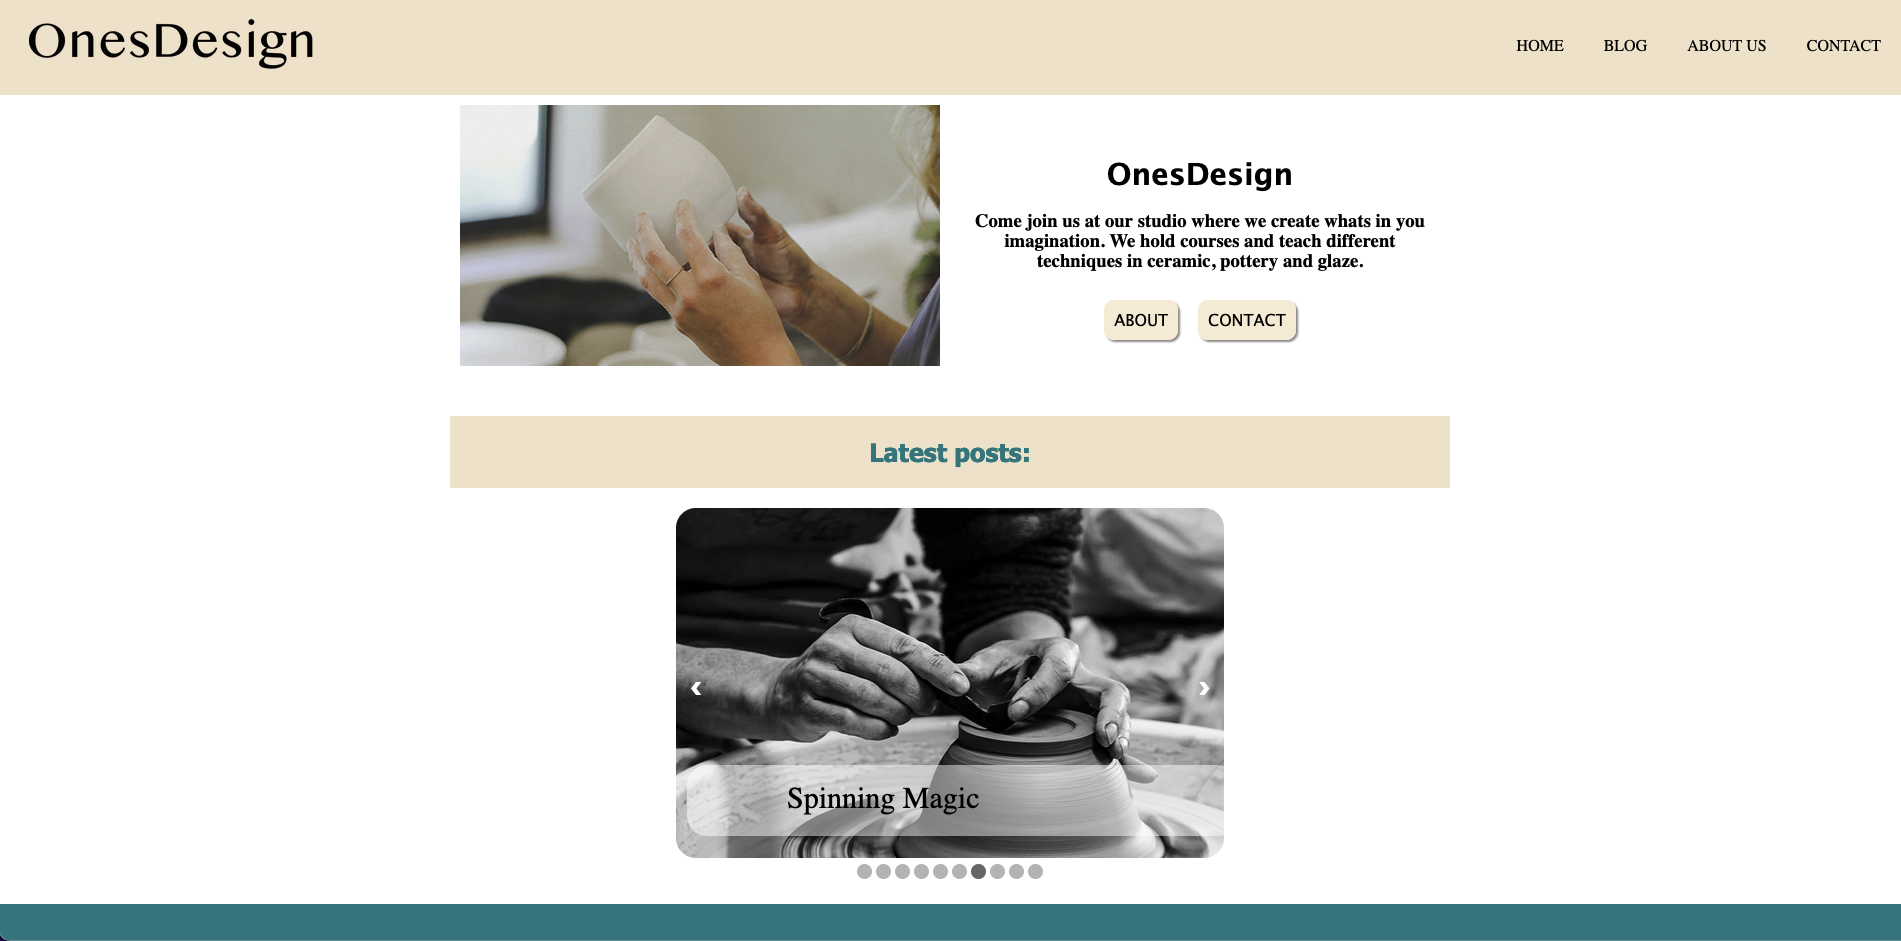 OnesDesign
HOME BLOG ABOUT US CONTACT
OnesDesign
Come join us at our studio where we create whats in you
imagination. We hold courses and teach different
techniques in ceramic, pottery and glaze.
ABOUT CONTACT
Latest posts:
‹ ›
Spinning Magic